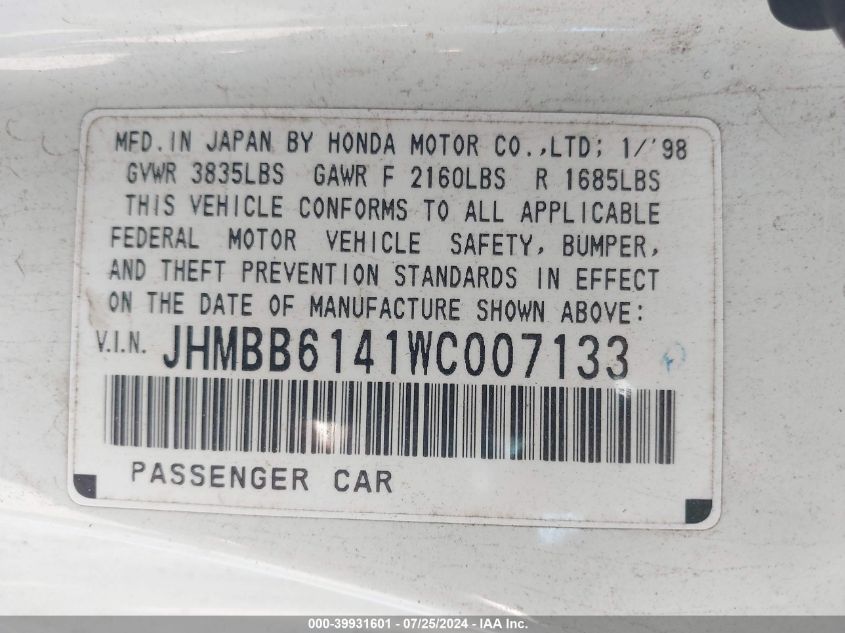 MFD.IN JAPAN BY HONDA MOTOR CO.,LTD; 1/'98
GVWR 3835LBS GAWR F 2160LBS R 1685LBS
THIS VEHICLE CONFORMS TO ALL APPLICABLE
FEDERAL MOTOR VEHICLE SAFETY, BUMPER,
AND THEFT PREVENTION STANDARDS IN EFFECT
ON THE DATE OF MANUFACTURE SHOWN ABOVE:
V.I.N. JHMBB6141WC007133
PASSENGER CAR
000-39931601 / 07/25/2024 - IAA Inc.